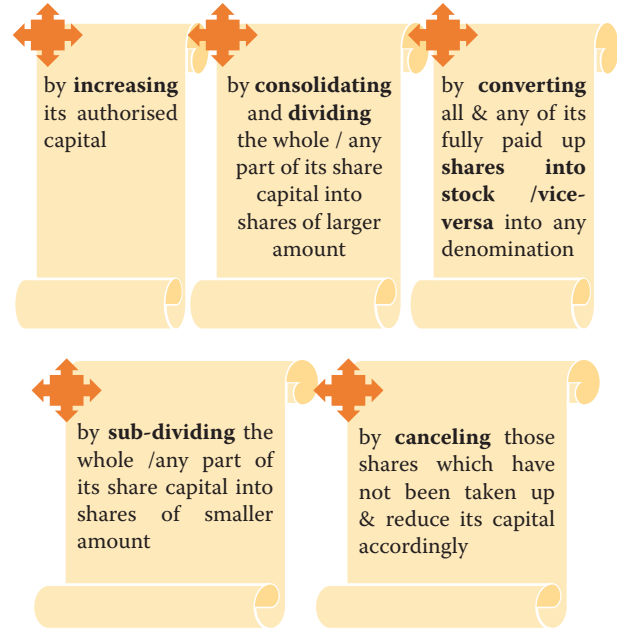 by increasing
its authorised
capital
by consolidating
and dividing
the whole / any
part of its share
capital into
shares of larger
amount
by converting
all & any of its
fully paid up
shares into
stock /vice-
versa into any
denomination
by sub-dividing the
whole /any part of
its share capital into
shares of smaller
amount
by canceling those
shares which have
not been taken up
& reduce its capital
accordingly